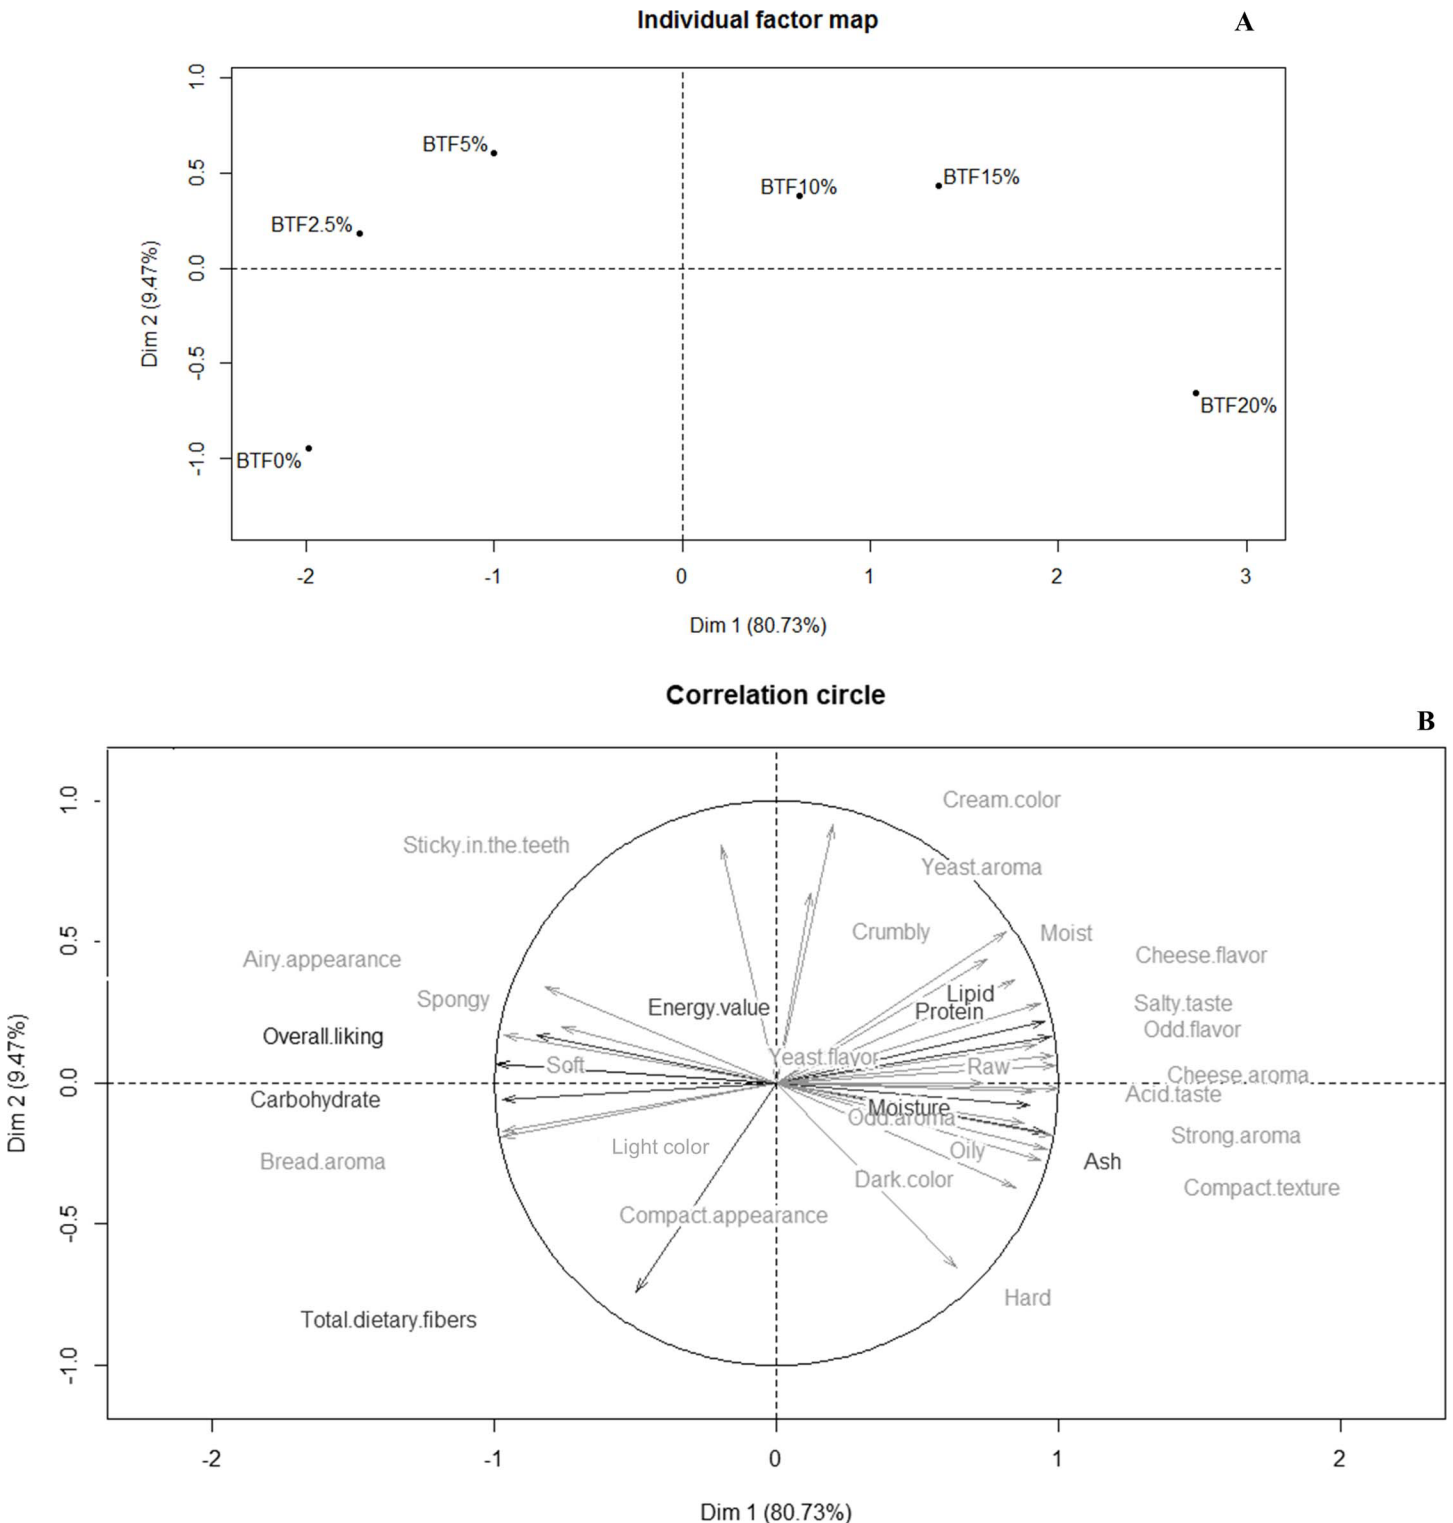 Individual factor map
A
1.0
0.5
0.0
-0.5
-1.0
Dim 2 (9.47%)
BTF5%
BTF10%
BTF15%
BTF2.5%
BTF20%
BTF0%
-2
-1
0
1
2
3
Dim 1 (80.73%)
Correlation circle
B
1.0
0.5
0.0
-0.5
-1.0
Dim 2 (9.47%)
Cream.color
Sticky.in.the.teeth
Yeast.aroma
Crumbly
Moist
Airy.appearance
Cheese.flavor
Spongy
Energy.value
Lipid
Protein
Salty.taste
Overall.liking
Odd.flavor
Yeast.flavor
Soft
Raw
Cheese.aroma
Carbohydrate
Moisture
Acid.taste
Odd.aroma
Light color
Oily
Strong.aroma
Bread.aroma
Ash
Dark.color
Compact.texture
Compact.appearance
Hard
Total.dietary.fibers
-2
-1
0
1
2
Dim 1 (80.73%)